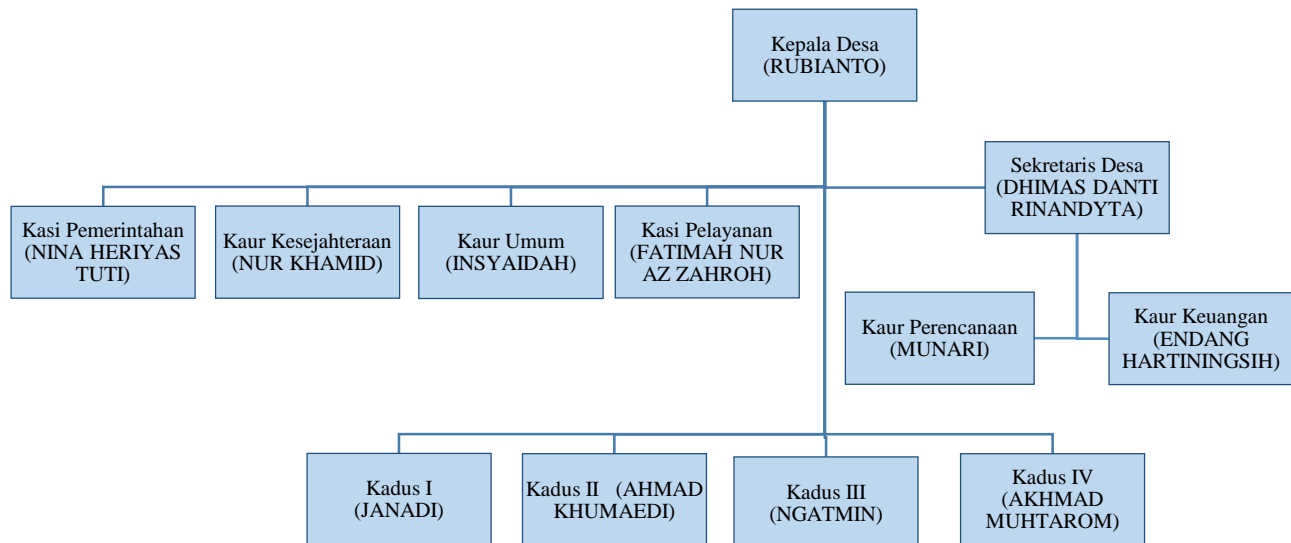 Kepala Desa
(RUBIANTO)
Sekretaris Desa
(DHIMAS DANTI
RINANDYTA)
Kasi Pemerintahan
(NINA HERIYAS
TUTI)
Kaur Kesejahteraan
(NUR KHAMID)
Kaur Umum
(INSYAIDAH)
Kasi Pelayanan
(FATIMAH NUR
AZ ZAHROH)
Kaur Perencanaan
(MUNARI)
Kaur Keuangan
(ENDANG
HARTININGSIH)
Kadus I
(JANADI)
Kadus II (AHMAD
KHUMAEDI)
Kadus III
(NGATMIN)
Kadus IV
(AKHMAD
MUHTAROM)